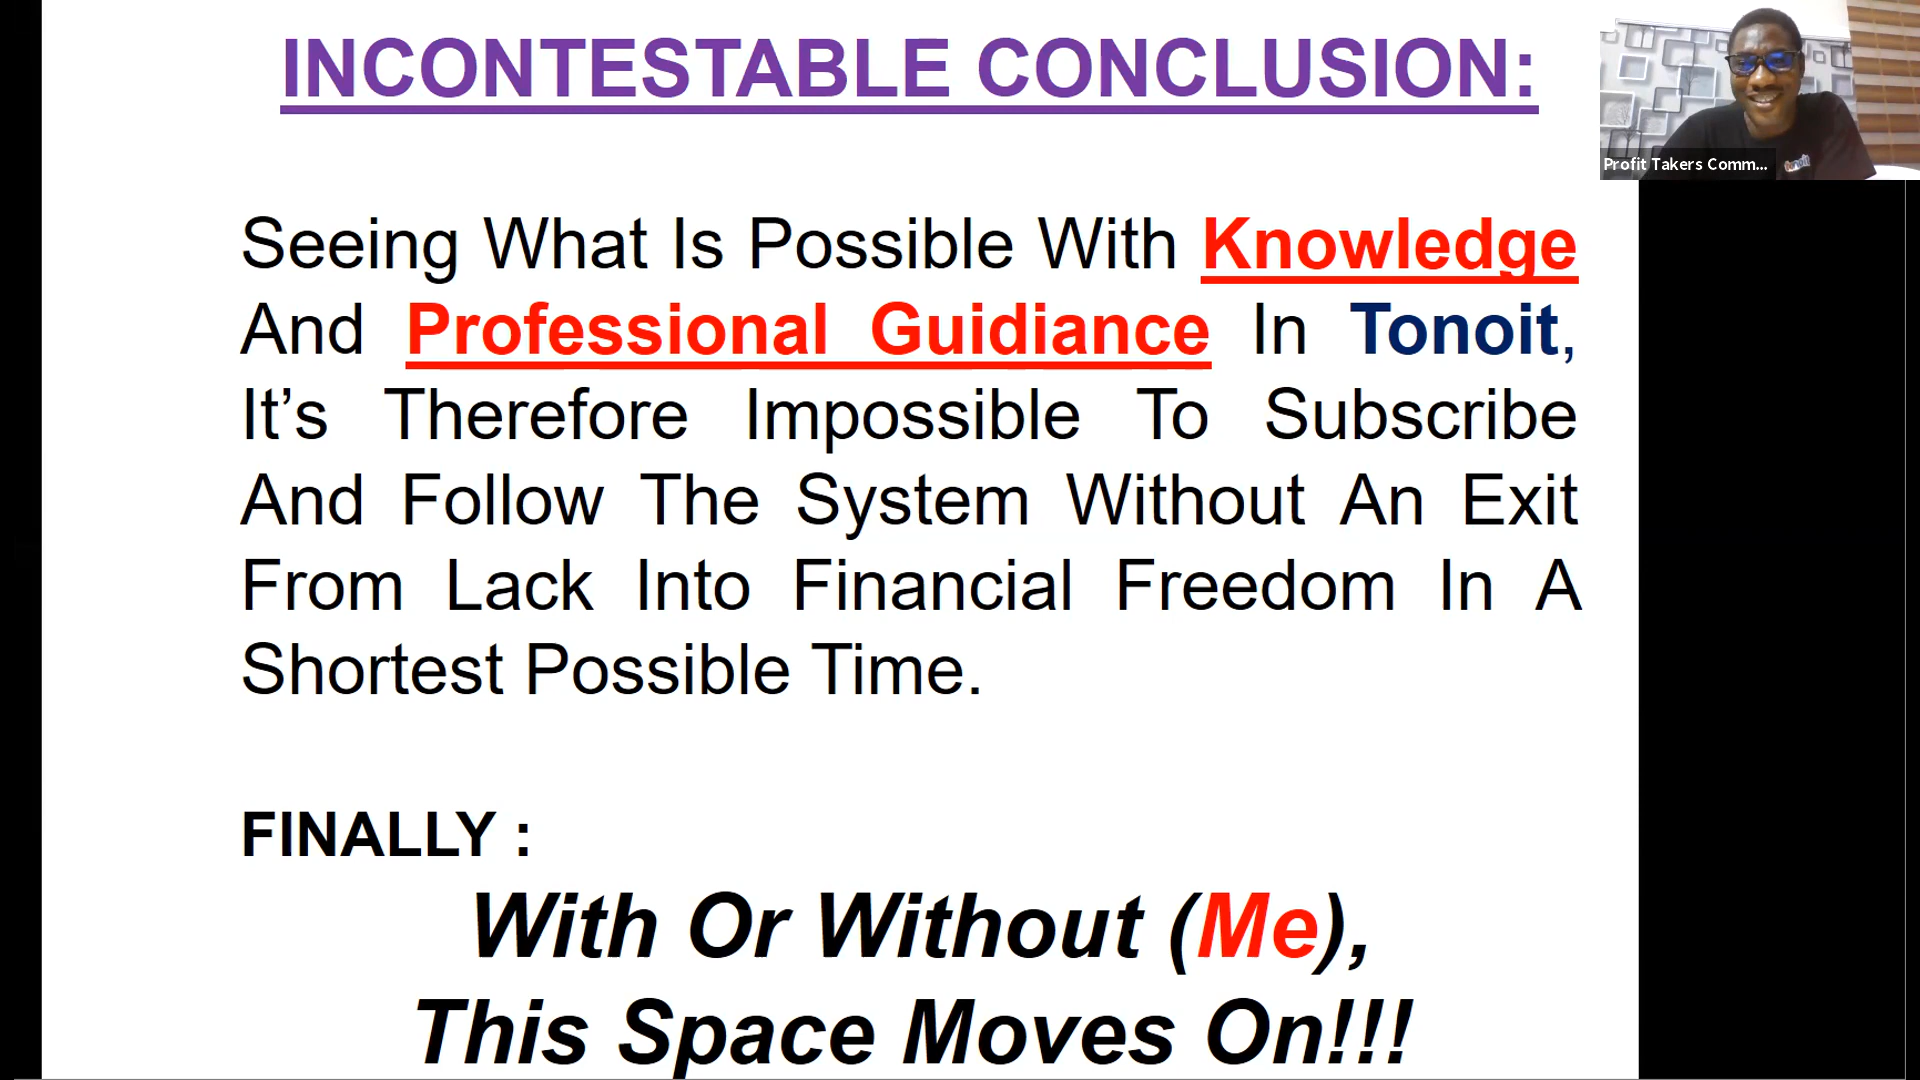 INCONTESTABLE CONCLUSION:
Profit Takers Comm...
tonoit
Seeing What Is Possible With Knowledge
And Professional Guidiance In Tonoit,
It’s Therefore Impossible To Subscribe
And Follow The System Without An Exit
From Lack Into Financial Freedom In A
Shortest Possible Time.
FINALLY :
With Or Without (Me),
This Space Moves On!!!